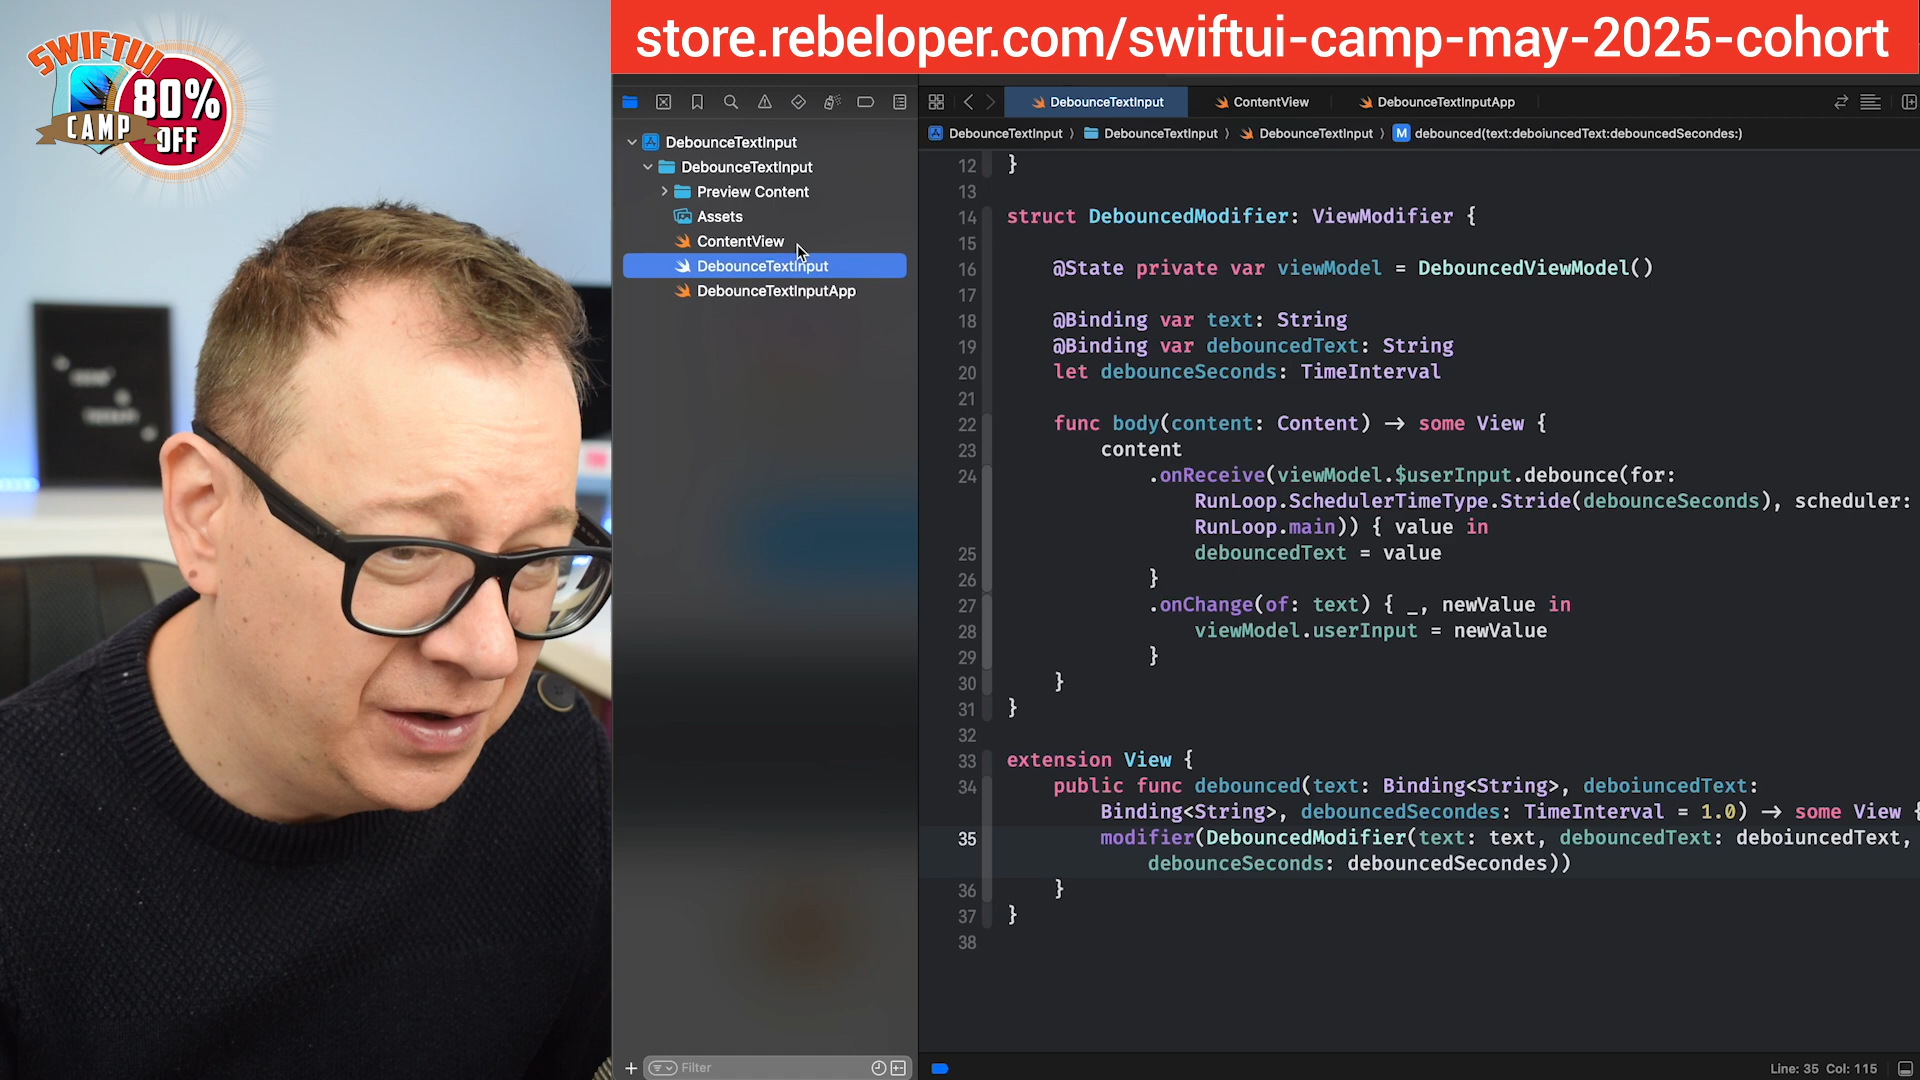 SWIFTUI
CAMP
80%
OFF
store.rebeloper.com/swiftui-camp-may-2025-cohort
DebounceTextInput
DebounceTextInput
Preview Content
Assets
ContentView
DebounceTextInput
DebounceTextInputApp
Filter
DebounceTextInput
ContentView
DebounceTextInputApp
DebounceTextInput > DebounceTextInput > DebounceTextInput > M debounced(text:deboiuncedText:debouncedSecondes:)
12 }
13
14 struct DebouncedModifier: ViewModifier {
15
16 @State private var viewModel = DebouncedViewModel()
17
18 @Binding var text: String
19 @Binding var debouncedText: String
20 let debounceSeconds: TimeInterval
21
22 func body(content: Content) -> some View {
23 content
24 .onReceive(viewModel.$userInput.debounce(for:
RunLoop.SchedulerTimeType.Stride(debounceSeconds), scheduler:
RunLoop.main)) { value in
25 debouncedText = value
26 }
27 .onChange(of: text) { _, newValue in
28 viewModel.userInput = newValue
29 }
30 }
31 }
32
33 extension View {
34 public func debounced(text: Binding<String>, deboiuncedText:
Binding<String>, debouncedSecondes: TimeInterval = 1.0) -> some View {
35 modifier(DebouncedModifier(text: text, debouncedText: deboiuncedText,
debounceSeconds: debouncedSecondes))
36 }
37 }
38
Line: 35 Col: 115